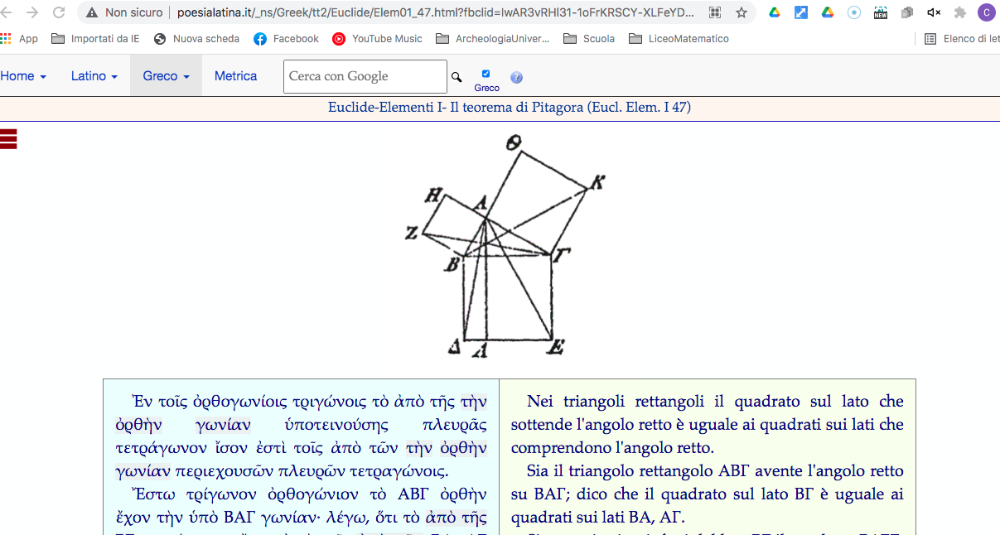 Non sicuro | poesialatina.it/_ns/Greek/tt2/Euclide/Elem01_47.html?fbclid=IwAR3vRHI31-1oFrKRSCY-XLFeYD... NEW C
App Importati da IE Nuova scheda Facebook YouTube Music ArcheologiaUniver... Scuola LiceoMatematico Elenco di let
Home Latino Greco Metrica Cerca con Google Greco ?
Euclide-Elementi I- Il teorema di Pitagora (Eucl. Elem. I 47)
Θ
Κ
Η Α
Ζ
Β Γ
Δ Λ Ε
Ἐν τοῖς ὀρθογωνίοις τριγώνοις τὸ ἀπὸ τῆς τὴν
ὀρθὴν γωνίαν ὑποτεινούσης πλευρᾶς
τετράγωνον ἴσον ἐστὶ τοῖς ἀπὸ τῶν τὴν ὀρθὴν
γωνίαν περιεχουσῶν πλευρῶν τετραγώνοις.
Ἔστω τρίγωνον ὀρθογώνιον τὸ ΑΒΓ ὀρθὴν
ἔχον τὴν ὑπὸ ΒΑΓ γωνίαν· λέγω, ὅτι τὸ ἀπὸ τῆς
Nei triangoli rettangoli il quadrato sul lato che
sottende l'angolo retto è uguale ai quadrati sui lati che
comprendono l'angolo retto.
Sia il triangolo rettangolo ΑΒΓ avente l'angolo retto
su ΒΑΓ; dico che il quadrato sul lato ΒΓ è uguale ai
quadrati sui lati ΒΑ, ΑΓ.